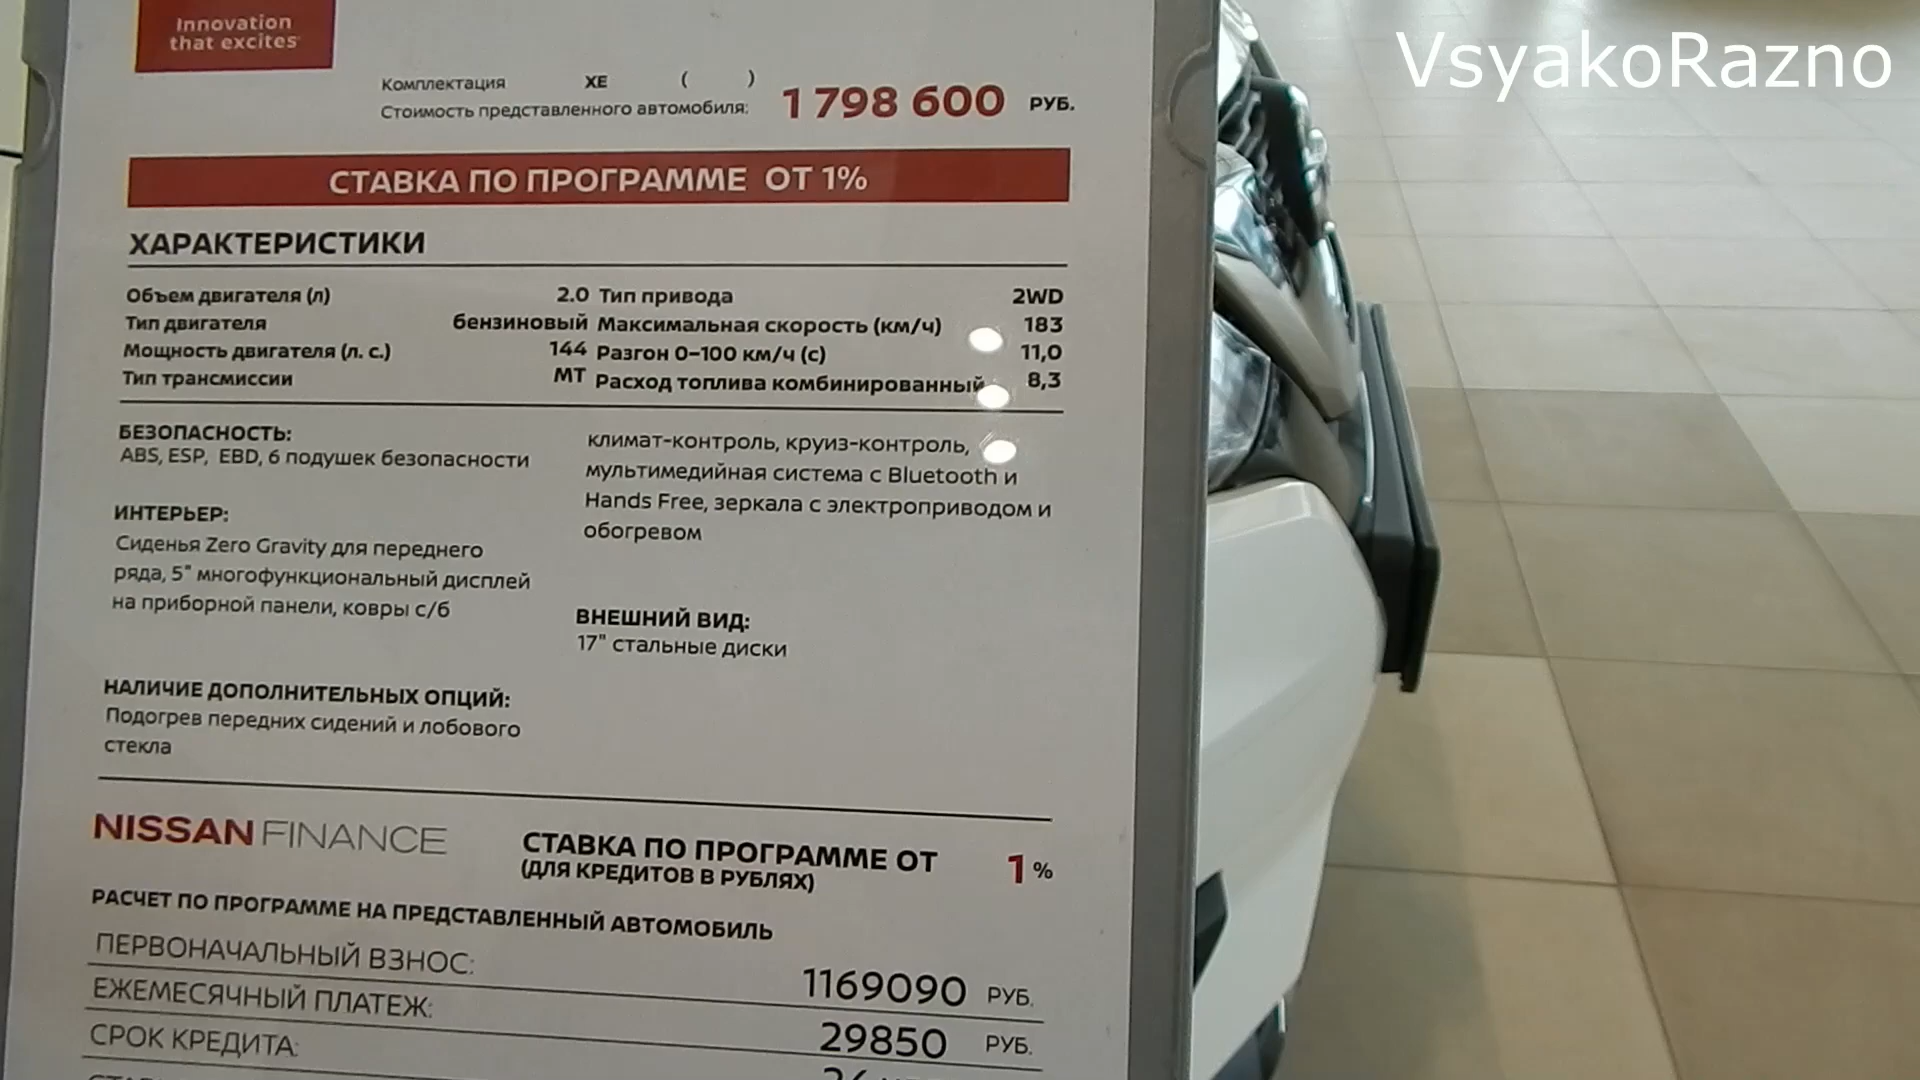 Innovation
that excites
VsyakoRazno
Комплектация XE ( )
Стоимость представленного автомобиля: 1 798 600 РУБ.
СТАВКА ПО ПРОГРАММЕ ОТ 1%
ХАРАКТЕРИСТИКИ
Объем двигателя (л) 2.0 Тип привода 2WD
Тип двигателя бензиновый Максимальная скорость (км/ч) 183
Мощность двигателя (л. с.) 144 Разгон 0–100 км/ч (с) 11,0
Тип трансмиссии МТ Расход топлива комбинированный 8,3
БЕЗОПАСНОСТЬ:
ABS, ESP, EBD, 6 подушек безопасности
ИНТЕРЬЕР:
Сиденья Zero Gravity для переднего
ряда, 5" многофункциональный дисплей
на приборной панели, ковры с/б
климат-контроль, круиз-контроль,
мультимедийная система с Bluetooth и
Hands Free, зеркала с электроприводом и
обогревом
ВНЕШНИЙ ВИД:
17" стальные диски
НАЛИЧИЕ ДОПОЛНИТЕЛЬНЫХ ОПЦИЙ:
Подогрев передних сидений и лобового
стекла
NISSAN FINANCE
СТАВКА ПО ПРОГРАММЕ ОТ 1 %
(ДЛЯ КРЕДИТОВ В РУБЛЯХ)
РАСЧЕТ ПО ПРОГРАММЕ НА ПРЕДСТАВЛЕННЫЙ АВТОМОБИЛЬ
ПЕРВОНАЧАЛЬНЫЙ ВЗНОС: 1169090 РУБ.
ЕЖЕМЕСЯЧНЫЙ ПЛАТЕЖ: 29850 РУБ.
СРОК КРЕДИТА: